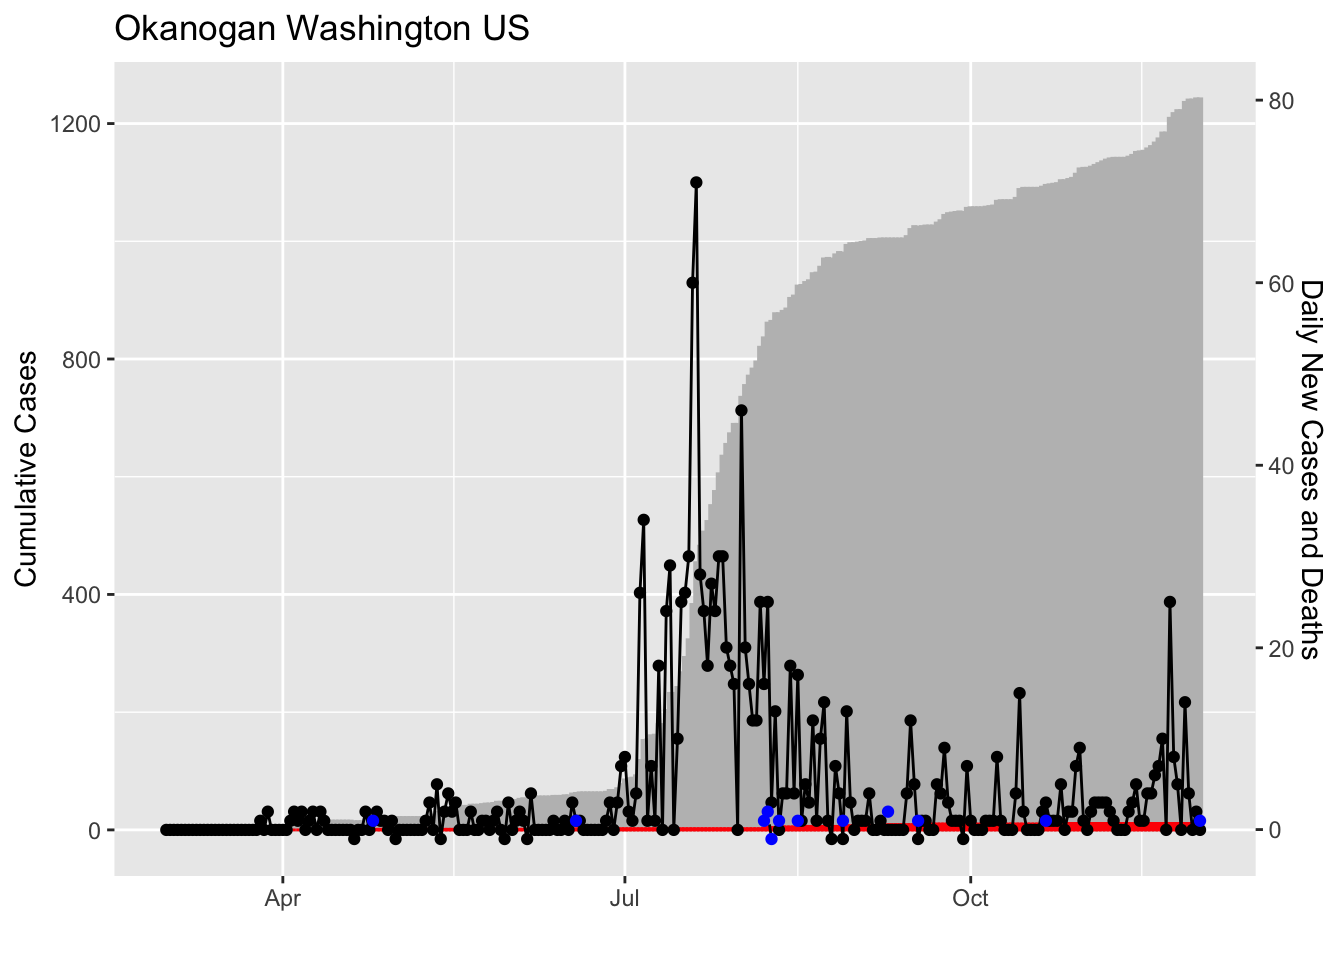 Okanogan Washington US
Cumulative Cases
1200
800
400
0
80
60
40
20
0
Daily New Cases and Deaths
Apr
Jul
Oct